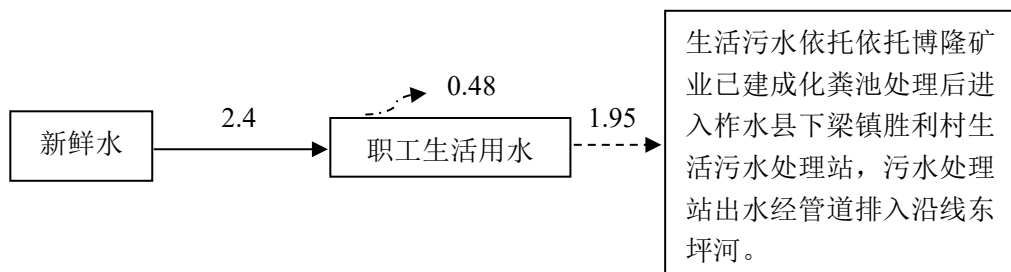 新鲜水
2.4
0.48
职工生活用水
1.95
生活污水依托依托博隆矿
业已建成化粪池处理后进
入柞水县下梁镇胜利村生
活污水处理站，污水处理
站出水经管道排入沿线东
坪河。